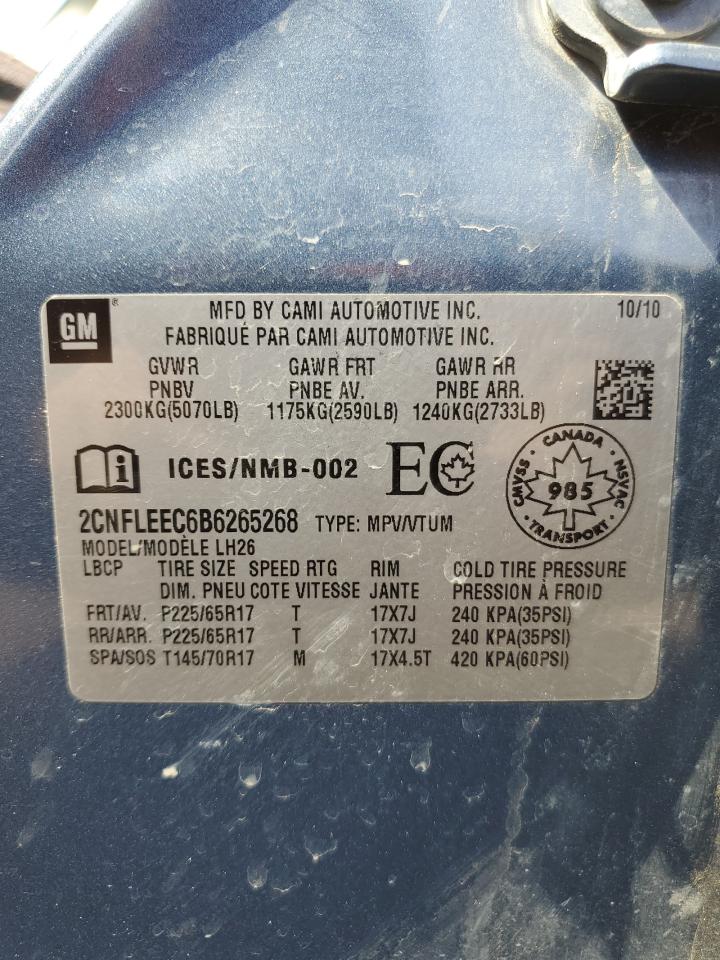 GM ®
MFD BY CAMI AUTOMOTIVE INC. 10/10
FABRIQUÉ PAR CAMI AUTOMOTIVE INC.
GVWR GAWR FRT GAWR RR
PNBV PNBE AV. PNBE ARR.
2300KG(5070LB) 1175KG(2590LB) 1240KG(2733LB)
i ICES/NMB-002 EC
CANADA
CMVSS 985 NSVAC
TRANSPORT
2CNFLEEC6B6265268 TYPE: MPV/VTUM
MODEL/MODÈLE LH26
LBCP TIRE SIZE SPEED RTG RIM COLD TIRE PRESSURE
DIM. PNEU COTE VITESSE JANTE PRESSION À FROID
FRT/AV. P225/65R17 T 17X7J 240 KPA(35PSI)
RR/ARR. P225/65R17 T 17X7J 240 KPA(35PSI)
SPA/SOS T145/70R17 M 17X4.5T 420 KPA(60PSI)